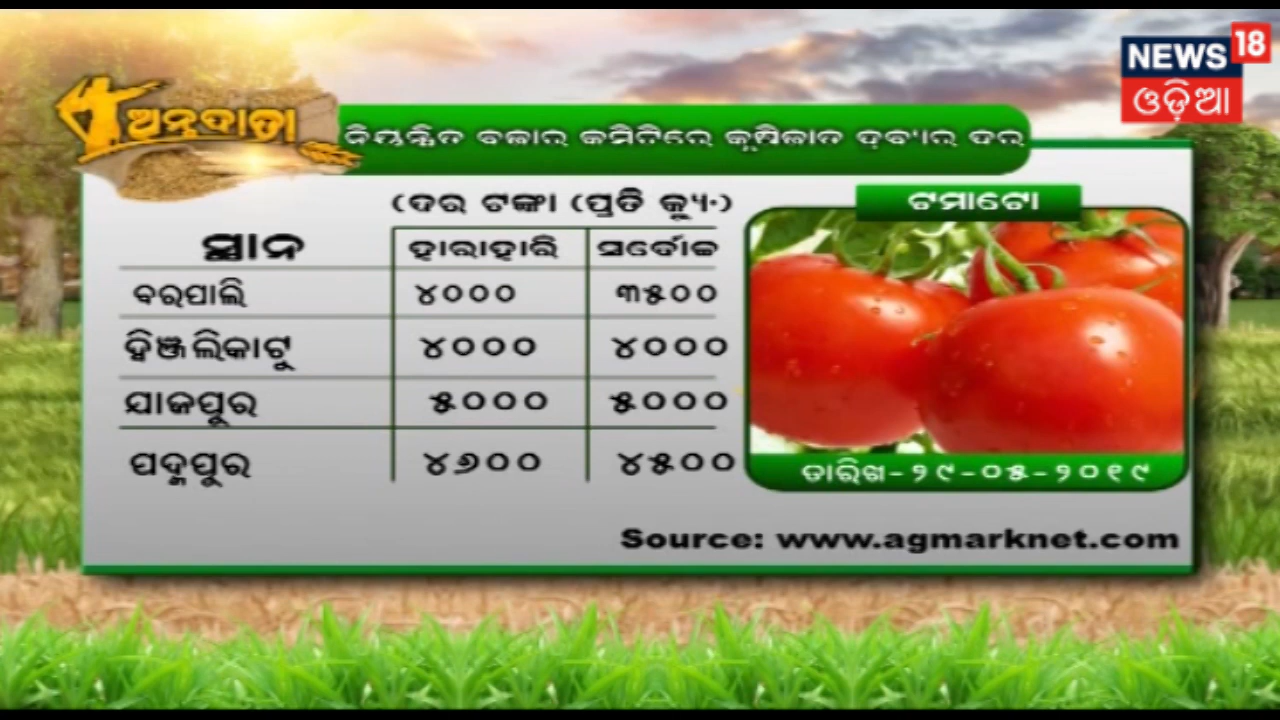 NEWS 18
ଓଡ଼ିଆ
ଅନ୍ନଦାତା
ନିୟନ୍ତ୍ରିତ ବଜାର କମିଟିରେ କୃଷିଜାତ ଦ୍ରବ୍ୟାର ଦର
(ଦର ଟଙ୍କା (ପ୍ରତି କ୍ୟୁଂ)
ଟମାଟୋ
ସ୍ଥାନ ହାରାହାରି ସର୍ବୋଚ୍ଚ
ବରପାଲି ୪୦୦୦ ୩୫୦୦
ହିଞ୍ଜଳିକାଟୁ ୪୦୦୦ ୪୦୦୦
ଯାଜପୁର ୫୦୦୦ ୫୦୦୦
ପଦ୍ମପୁର ୪୬୦୦ ୪୫୦୦
ତାରିଖ-୨୯-୦୫-୨୦୧୯
Source: www.agmarknet.com